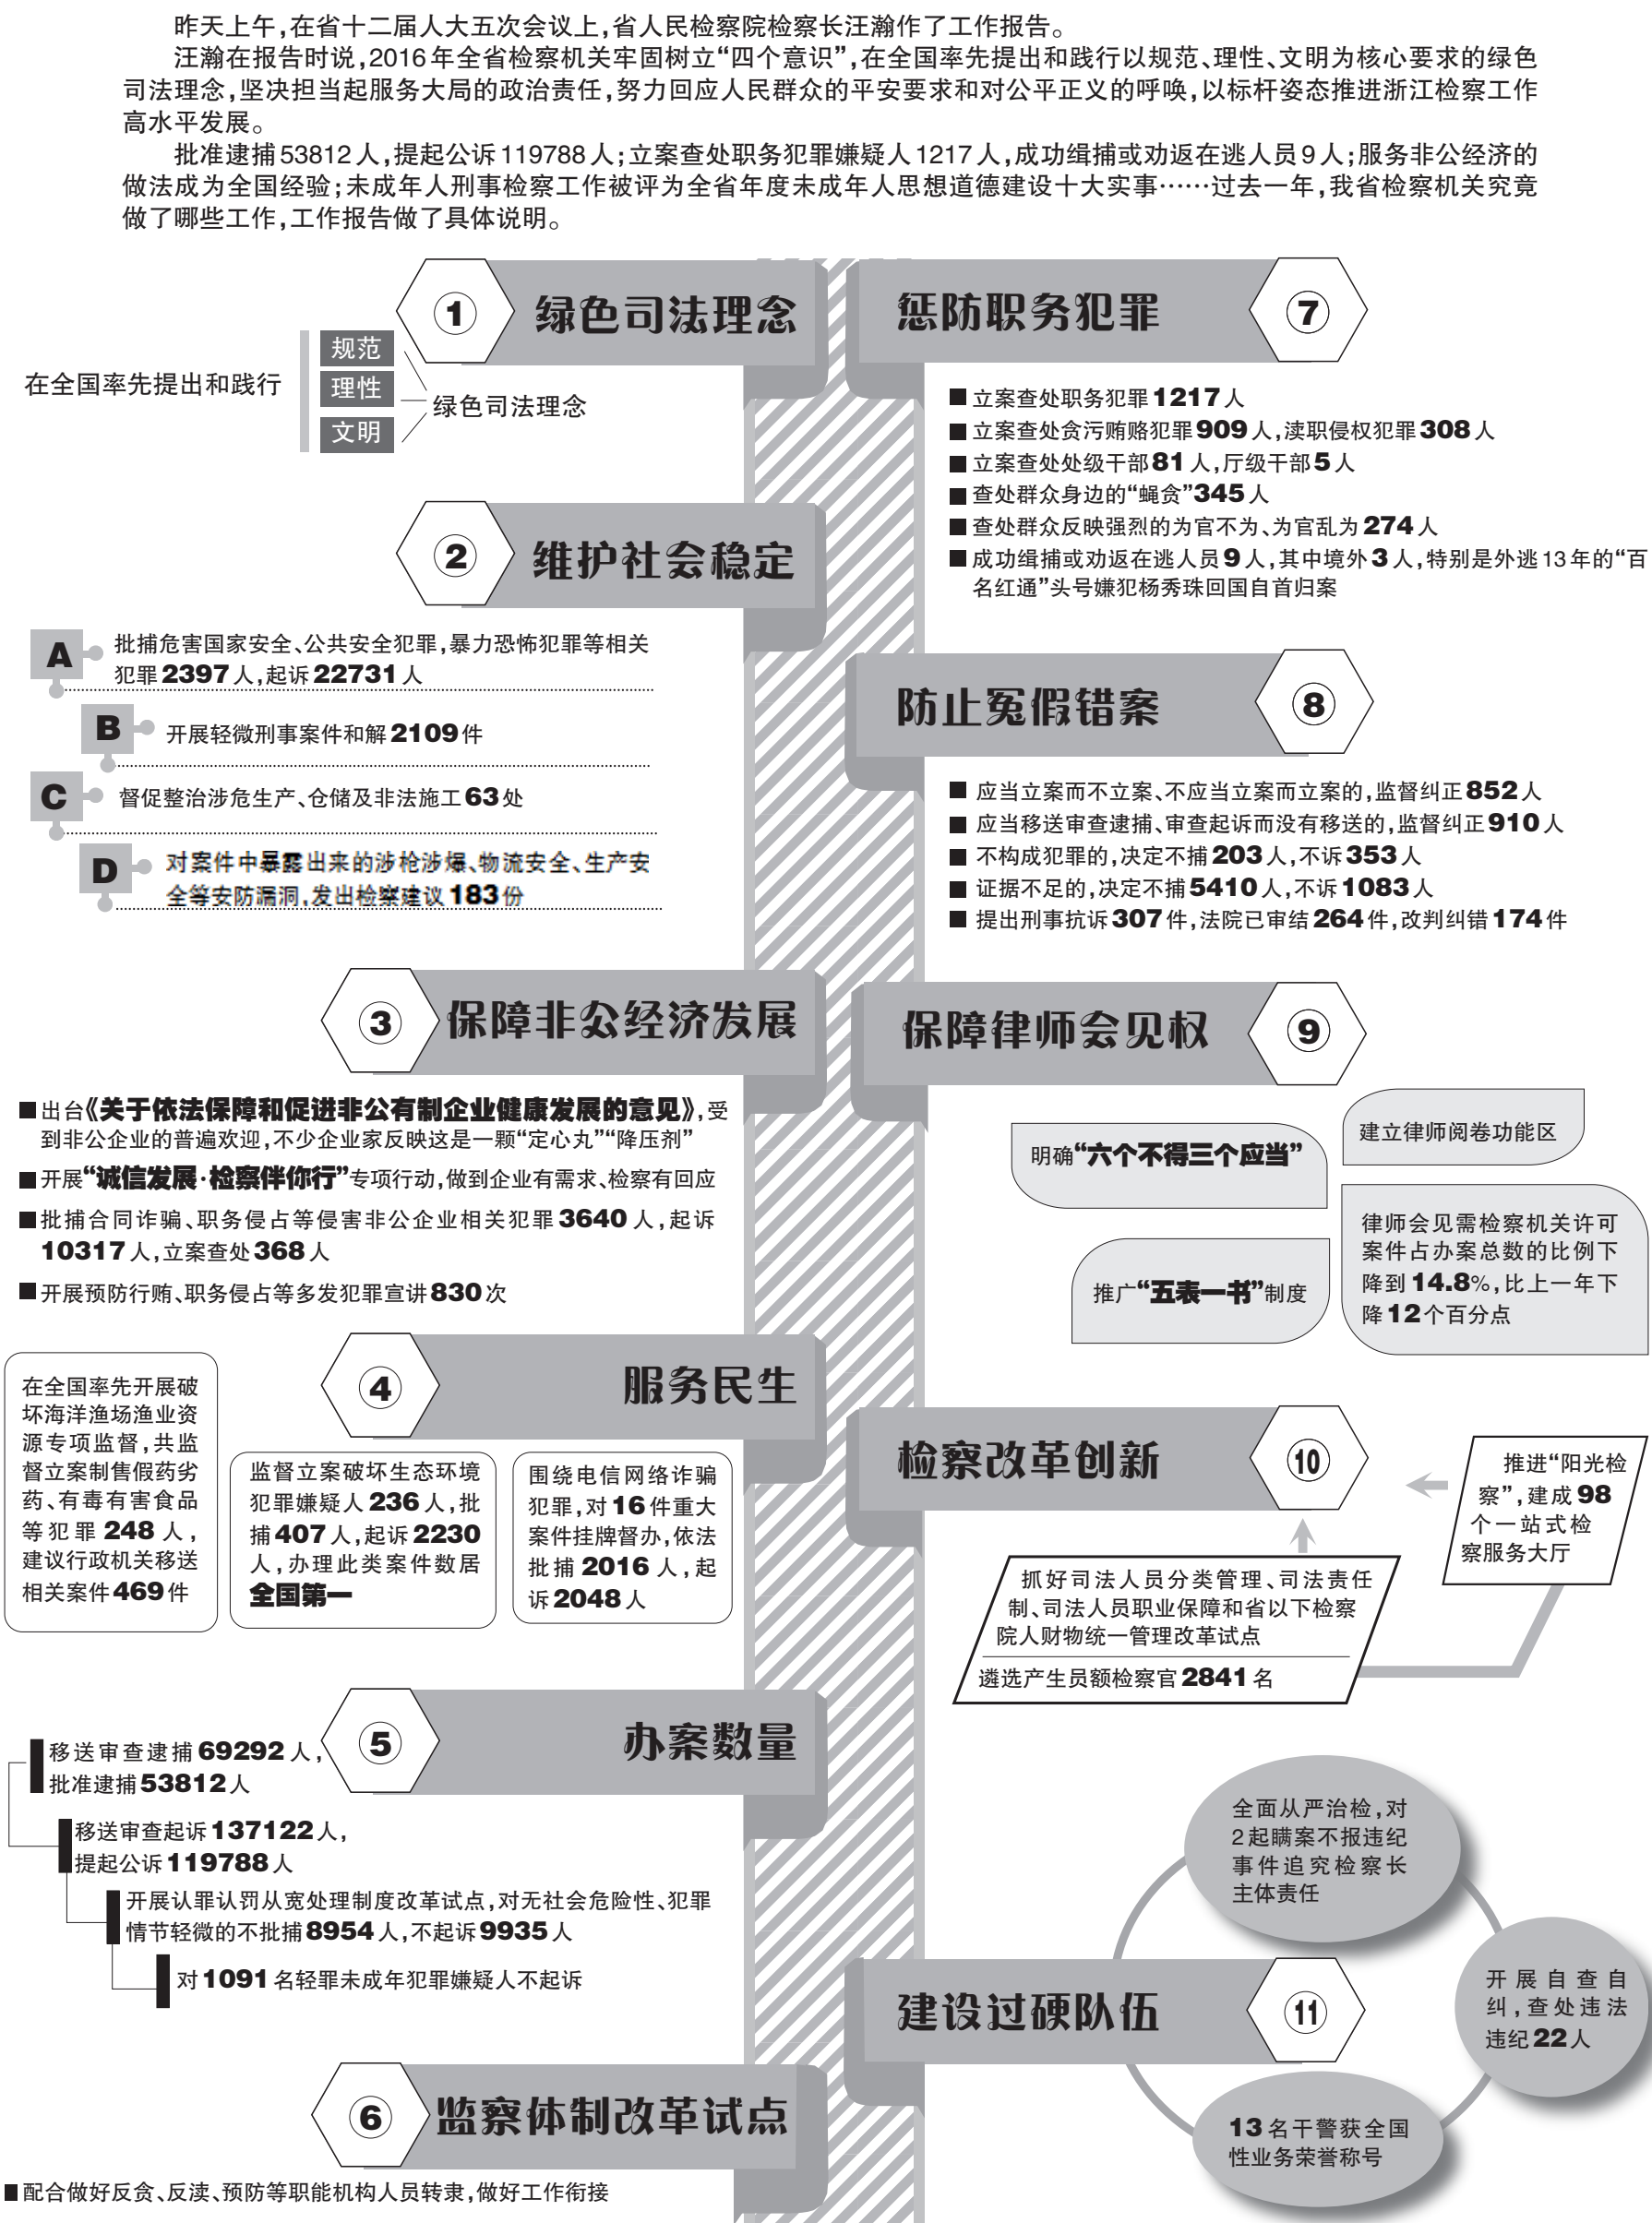 昨天上午,在省十二届人大五次会议上,省人民检察院检察长汪瀚作了工作报告。
汪瀚在报告时说,2016年全省检察机关牢固树立“四个意识”,在全国率先提出和践行以规范、理性、文明为核心要求的绿色
司法理念,坚决担当起服务大局的政治责任,努力回应人民群众的平安要求和对公平正义的呼唤,以标杆姿态推进浙江检察工作
高水平发展。
批准逮捕53812人,提起公诉119788人;立案查处职务犯罪嫌疑人1217人,成功缉捕或劝返在逃人员9人;服务非公经济的
做法成为全国经验;未成年人刑事检察工作被评为全省年度未成年人思想道德建设十大实事……过去一年,我省检察机关究竟
做了哪些工作,工作报告做了具体说明。
① 绿色司法理念
在全国率先提出和践行
规范
理性
文明
绿色司法理念
② 维护社会稳定
A 批捕危害国家安全、公共安全犯罪,暴力恐怖犯罪等相关
犯罪2397人,起诉22731人
B 开展轻微刑事案件和解2109件
C 督促整治涉危生产、仓储及非法施工63处
D 对案件中暴露出来的涉枪涉爆、物流安全、生产安
全等安防漏洞,发出检察建议183份
③ 保障非公经济发展
■出台《关于依法保障和促进非公有制企业健康发展的意见》,受
到非公企业的普遍欢迎,不少企业家反映这是一颗“定心丸”“降压剂”
■开展“诚信发展·检察伴你行”专项行动,做到企业有需求、检察有回应
■批捕合同诈骗、职务侵占等侵害非公企业相关犯罪3640人,起诉
10317人,立案查处368人
■开展预防行贿、职务侵占等多发犯罪宣讲830次
④ 服务民生
在全国率先开展破
坏海洋渔场渔业资
源专项监督,共监
督立案制售假药劣
药、有毒有害食品
等犯罪248人,
建议行政机关移送
相关案件469件
监督立案破坏生态环境
犯罪嫌疑人236人,批
捕407人,起诉2230
人,办理此类案件数居
全国第一
围绕电信网络诈骗
犯罪,对16件重大
案件挂牌督办,依法
批捕2016人,起
诉2048人
⑤ 办案数量
移送审查逮捕69292人,
批准逮捕53812人
移送审查起诉137122人,
提起公诉119788人
开展认罪认罚从宽处理制度改革试点,对无社会危险性、犯罪
情节轻微的不批捕8954人,不起诉9935人
对1091名轻罪未成年犯罪嫌疑人不起诉
⑥ 监察体制改革试点
■配合做好反贪、反渎、预防等职能机构人员转隶,做好工作衔接
惩防职务犯罪 ⑦
■立案查处职务犯罪1217人
■立案查处贪污贿赂犯罪909人,渎职侵权犯罪308人
■立案查处处级干部81人,厅级干部5人
■查处群众身边的“蝇贪”345人
■查处群众反映强烈的为官不为、为官乱为274人
■成功缉捕或劝返在逃人员9人,其中境外3人,特别是外逃13年的“百
名红通”头号嫌犯杨秀珠回国自首归案
防止冤假错案 ⑧
■应当立案而不立案、不应当立案而立案的,监督纠正852人
■应当移送审查逮捕、审查起诉而没有移送的,监督纠正910人
■不构成犯罪的,决定不捕203人,不诉353人
■证据不足的,决定不捕5410人,不诉1083人
■提出刑事抗诉307件,法院已审结264件,改判纠错174件
保障律师会见权 ⑨
明确“六个不得三个应当”
建立律师阅卷功能区
推广“五表一书”制度
律师会见需检察机关许可
案件占办案总数的比例下
降到14.8%,比上一年下
降12个百分点
检察改革创新 ⑩
推进“阳光检
察”,建成98
个一站式检
察服务大厅
抓好司法人员分类管理、司法责任
制、司法人员职业保障和省以下检察
院人财物统一管理改革试点
遴选产生员额检察官2841名
建设过硬队伍 ⑪
全面从严治检,对
2起瞒案不报违纪
事件追究检察长
主体责任
开展自查自
纠,查处违法
违纪22人
13名干警获全国
性业务荣誉称号